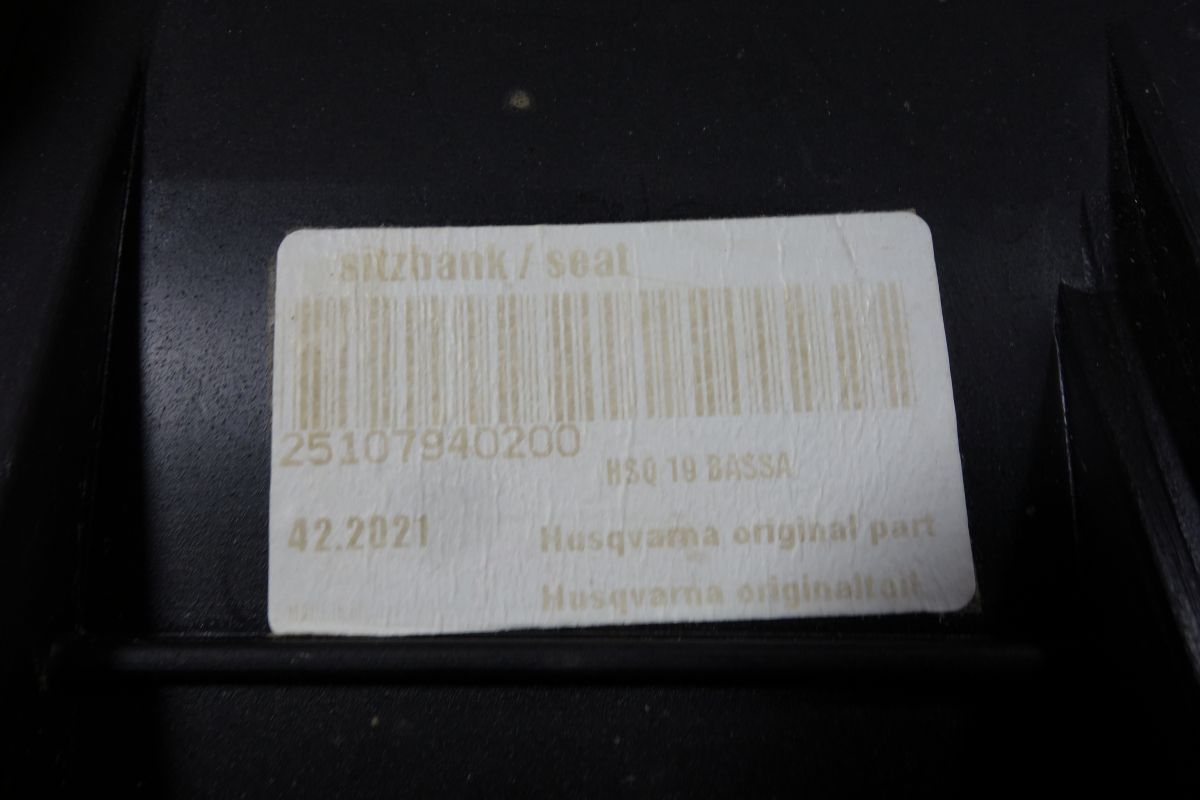 sitzbank / seat
25107940200
HSQ 19 BASSA
42.2021
Husqvarna original part
Husqvarna originalteil